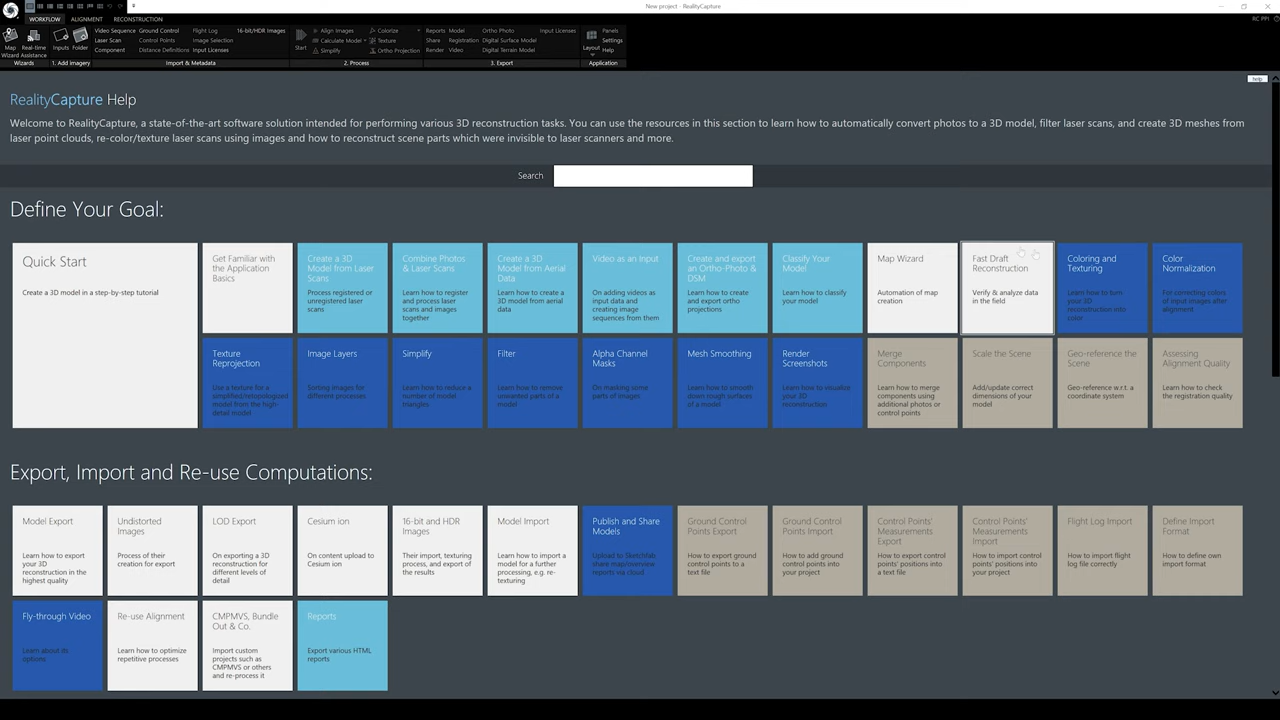 New project - RealityCapture
WORKFLOW ALIGNMENT RECONSTRUCTION
RC PPI
Map Wizard
Real-time Assistance
Wizards
Inputs
Folder
1. Add Imagery
Video Sequence Ground Control Flight Log 16-bit/HDR Images
Laser Scan Control Points Image Selection
Component Distance Definitions Input Licenses
Import & Metadata
Start
Align Images Colorize
Calculate Model Texture
Simplify Ortho Projection
2. Process
Reports Model Ortho Photo Input Licenses
Share Registration Digital Surface Model
Render Video Digital Terrain Model
3. Export
Layout
Panels
Settings
Help
Application
help
RealityCapture Help
Welcome to RealityCapture, a state-of-the-art software solution intended for performing various 3D reconstruction tasks. You can use the resources in this section to learn how to automatically convert photos to a 3D model, filter laser scans, and create 3D meshes from
laser point clouds, re-color/texture laser scans using images and how to reconstruct scene parts which were invisible to laser scanners and more.
Search
Define Your Goal:
Quick Start
Create a 3D model in a step-by-step tutorial
Get Familiar with
the Application
Basics
Create a 3D
Model from Laser
Scans
Process registered or
unregistered laser
scans
Combine Photos
& Laser Scans
Learn how to register
and process laser
scans and images
together
Create a 3D
Model from Aerial
Data
Learn how to create a
3D model from aerial
data
Video as an Input
On adding videos as
input data and
creating image
sequences from them
Create and export
an Ortho-Photo &
DSM
Learn how to create
and export ortho
projections
Classify Your
Model
Learn how to classify
your model
Map Wizard
Automation of map
creation
Fast Draft
Reconstruction
Verify & analyze data
in the field
Coloring and
Texturing
Learn how to turn
your 3D
reconstruction into
color
Color
Normalization
For correcting colors
of input images after
alignment
Texture
Reprojection
Use a texture for a
simplified/retopologized
model from the high-
detail model
Image Layers
Sorting images for
different processes
Simplify
Learn how to reduce a
number of model
triangles
Filter
Learn how to remove
unwanted parts of a
model
Alpha Channel
Masks
On masking some
parts of images
Mesh Smoothing
Learn how to smooth
down rough surfaces
of a model
Render
Screenshots
Learn how to visualize
your 3D
reconstruction
Merge
Components
Learn how to merge
components using
additional photos or
control points
Scale the Scene
Add/update correct
dimensions of your
model
Geo-reference the
Scene
Geo-reference w.r.t. a
coordinate system
Assessing
Alignment Quality
Learn how to check
the registration quality
Export, Import and Re-use Computations:
Model Export
Learn how to export
your 3D
reconstruction in the
highest quality
Undistorted
Images
Process of their
creation for export
LOD Export
On exporting a 3D
reconstruction for
different levels of
detail
Cesium ion
On content upload to
Cesium ion
16-bit and HDR
Images
Their import, texturing
process, and export of
the results
Model Import
Learn how to import a
model for a further
processing, e.g. re-
texturing
Publish and Share
Models
Upload to Sketchfab
share map/overview
reports via cloud
Ground Control
Points Export
How to export ground
control points to a
text file
Ground Control
Points Import
How to add ground
control points into
your project
Control Points'
Measurements
Export
How to export control
points' positions into
a text file
Control Points'
Measurements
Import
How to import control
points' positions into
your project
Flight Log Import
How to import flight
log file correctly
Define Import
Format
How to define own
import format
Fly-through Video
Learn about its
options
Re-use Alignment
Learn how to optimize
repetitive processes
CMPMVS, Bundle
Out & Co.
Import custom
projects such as
CMPMVS or others
and re-process it
Reports
Export various HTML
reports